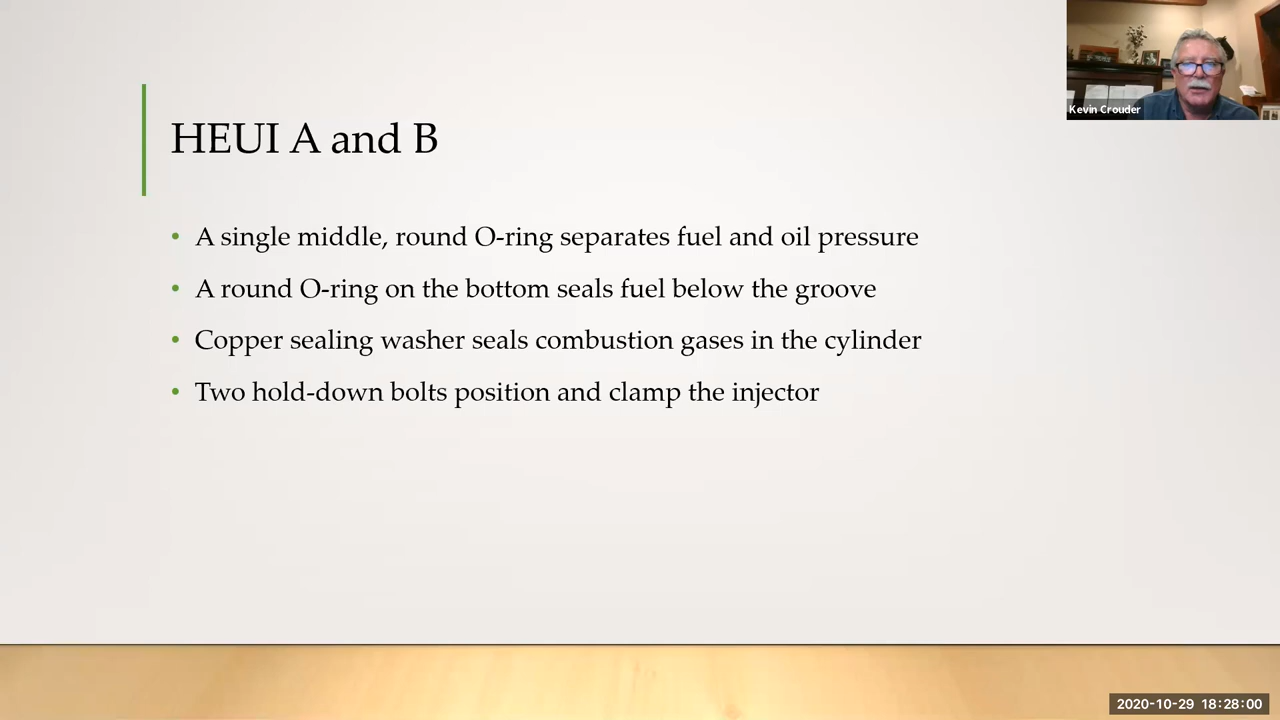 HEUI A and B
• A single middle, round O-ring separates fuel and oil pressure
• A round O-ring on the bottom seals fuel below the groove
• Copper sealing washer seals combustion gases in the cylinder
• Two hold-down bolts position and clamp the injector
Kevin Crouder
2020-10-29 18:28:00